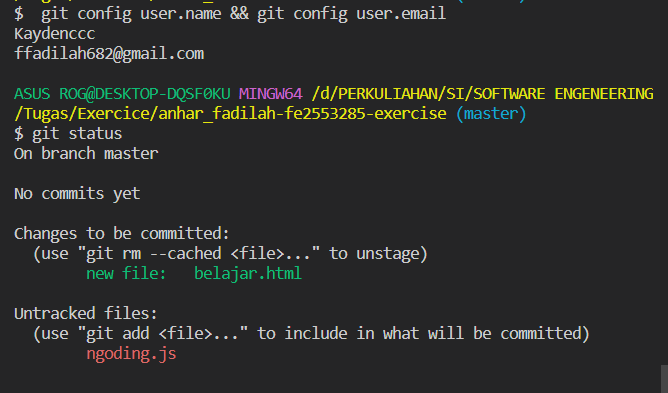 $  git config user.name && git config user.email
Kaydenccc
ffadilah682@gmail.com
ASUS ROG@DESKTOP-DQSF0KU MINGW64 /d/PERKULIAHAN/SI/SOFTWARE ENGENEERING
/Tugas/Exercice/anhar_fadilah-fe2553285-exercise (master)
$ git status
On branch master
No commits yet
Changes to be committed:
  (use "git rm --cached <file>..." to unstage)
        new file:   belajar.html
Untracked files:
  (use "git add <file>..." to include in what will be committed)
        ngoding.js